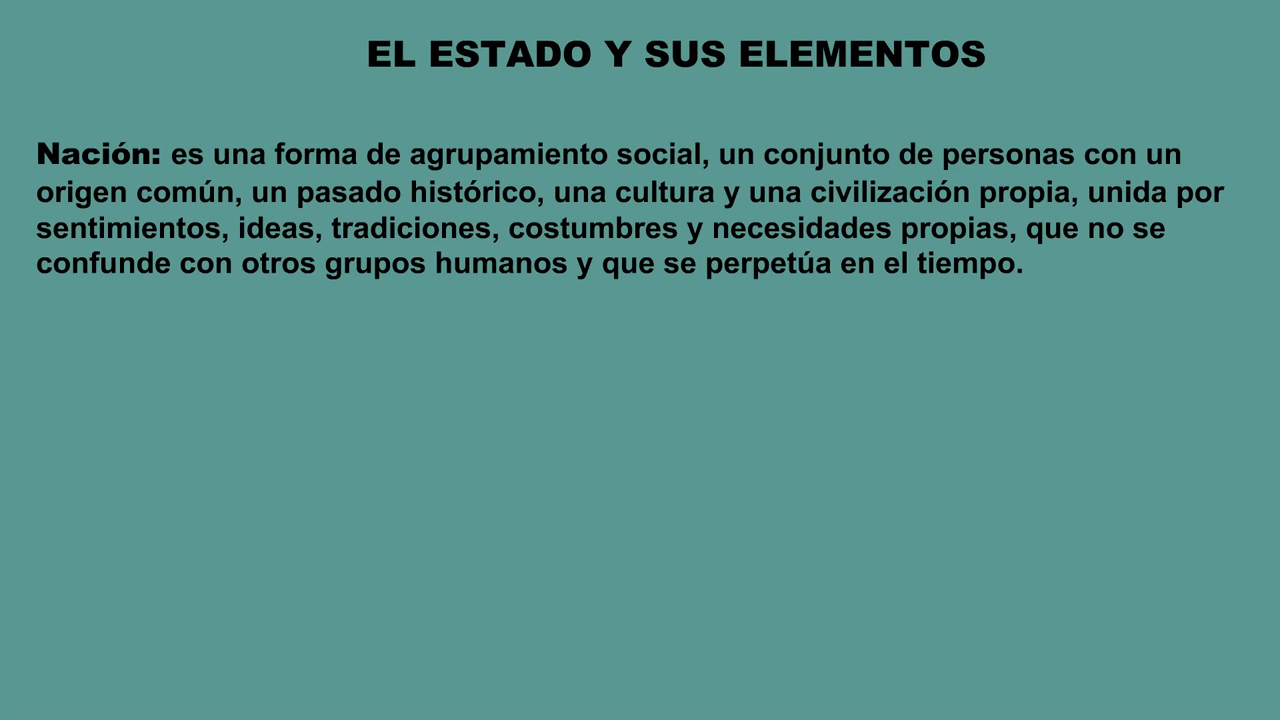 EL ESTADO Y SUS ELEMENTOS
Nación: es una forma de agrupamiento social, un conjunto de personas con un
origen común, un pasado histórico, una cultura y una civilización propia, unida por
sentimientos, ideas, tradiciones, costumbres y necesidades propias, que no se
confunde con otros grupos humanos y que se perpetúa en el tiempo.